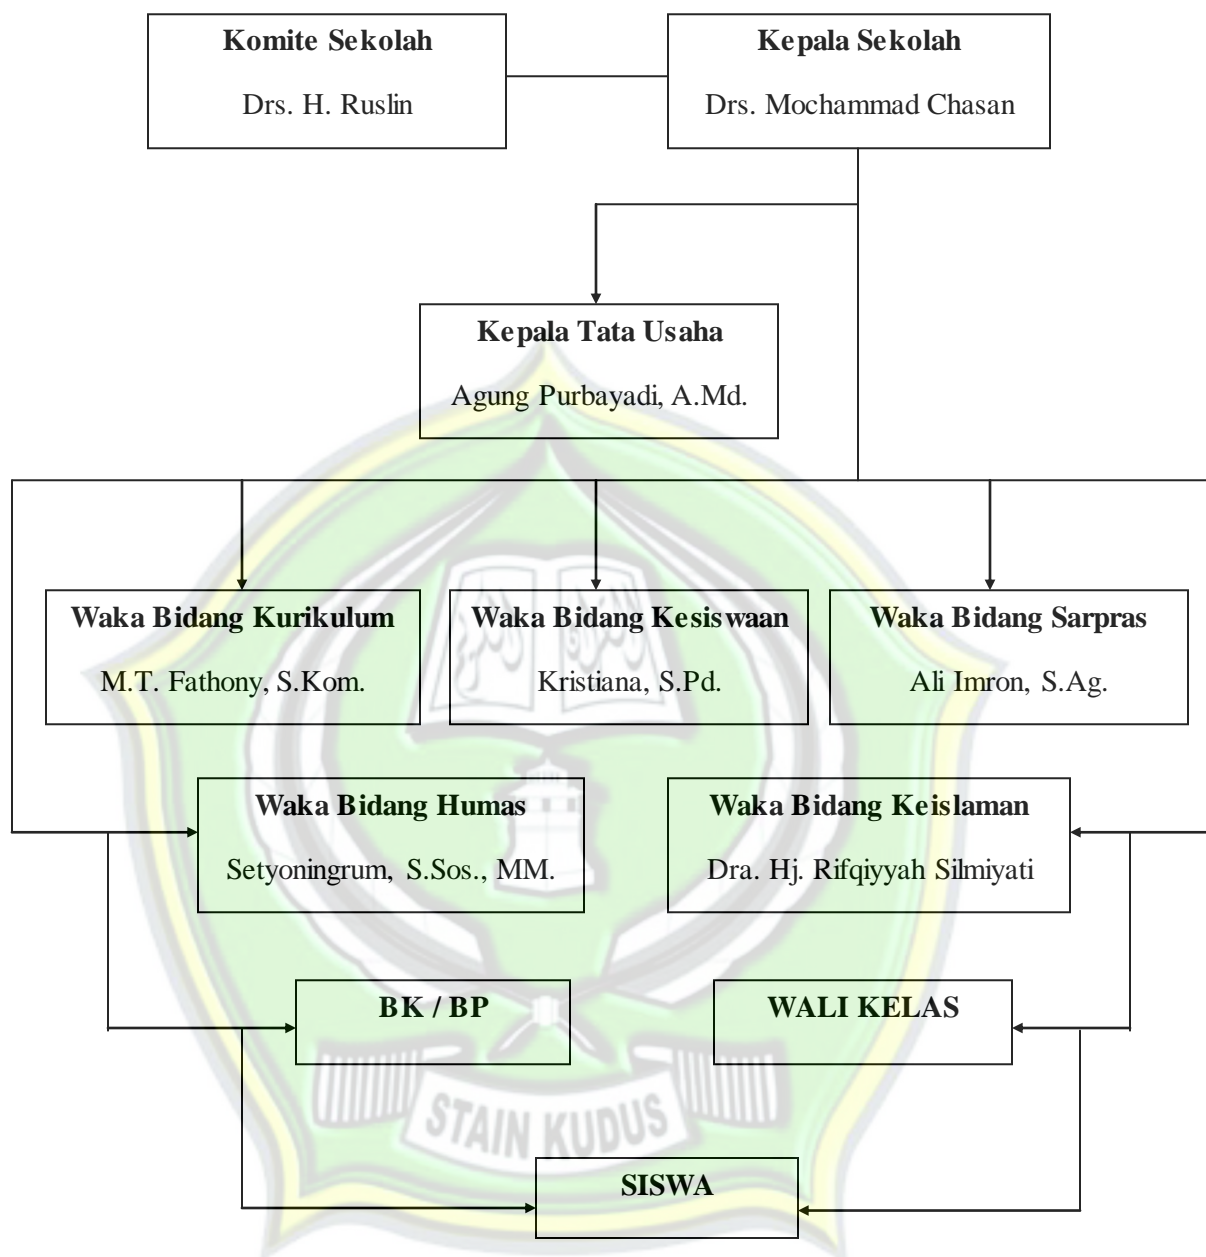 Komite Sekolah
Drs. H. Ruslin
Kepala Sekolah
Drs. Mochammad Chasan
Kepala Tata Usaha
Agung Purbayadi, A.Md.
Waka Bidang Kurikulum
M.T. Fathony, S.Kom.
Waka Bidang Kesiswaan
Kristiana, S.Pd.
Waka Bidang Sarpras
Ali Imron, S.Ag.
Waka Bidang Humas
Setyoningrum, S.Sos., MM.
Waka Bidang Keislaman
Dra. Hj. Rifqiyyah Silmiyati
BK / BP
WALI KELAS
STAIN KUDUS
SISWA